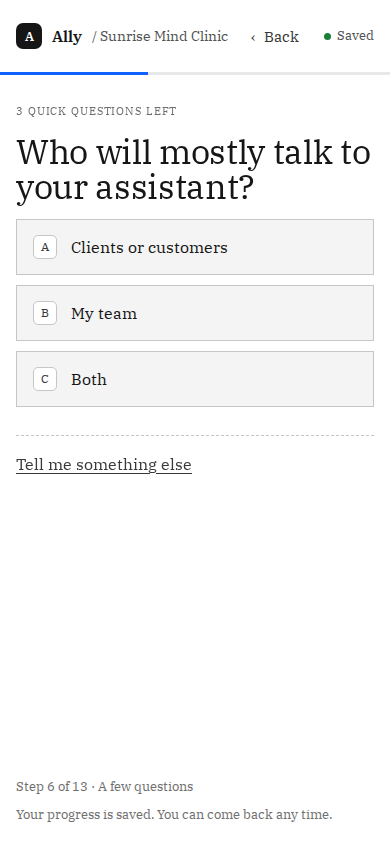 A Ally / Sunrise Mind Clinic ‹ Back Saved
3 QUICK QUESTIONS LEFT
Who will mostly talk to
your assistant?
A Clients or customers
B My team
C Both
Tell me something else
Step 6 of 13 · A few questions
Your progress is saved. You can come back any time.